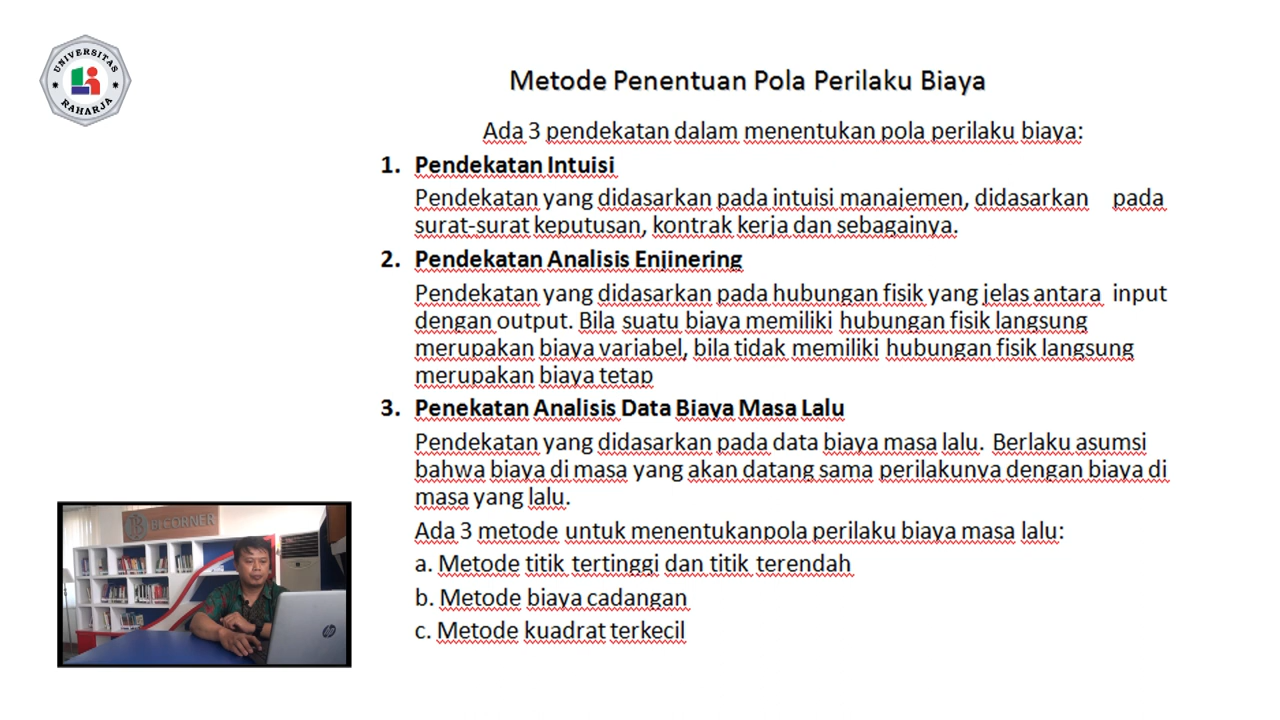 UNIVERSITAS
RAHARJA
Metode Penentuan Pola Perilaku Biaya
Ada 3 pendekatan dalam menentukan pola perilaku biaya:
1. Pendekatan Intuisi
Pendekatan yang didasarkan pada intuisi manajemen, didasarkan pada
surat-surat keputusan, kontrak kerja dan sebagainya.
2. Pendekatan Analisis Enjinering
Pendekatan yang didasarkan pada hubungan fisik yang jelas antara input
dengan output. Bila suatu biaya memiliki hubungan fisik langsung
merupakan biaya variabel, bila tidak memiliki hubungan fisik langsung
merupakan biaya tetap
3. Penekatan Analisis Data Biaya Masa Lalu
Pendekatan yang didasarkan pada data biaya masa lalu. Berlaku asumsi
bahwa biaya di masa yang akan datang sama perilakunya dengan biaya di
masa yang lalu.
Ada 3 metode untuk menentukanpola perilaku biaya masa lalu:
a. Metode titik tertinggi dan titik terendah
b. Metode biaya cadangan
c. Metode kuadrat terkecil
BI CORNER
hp